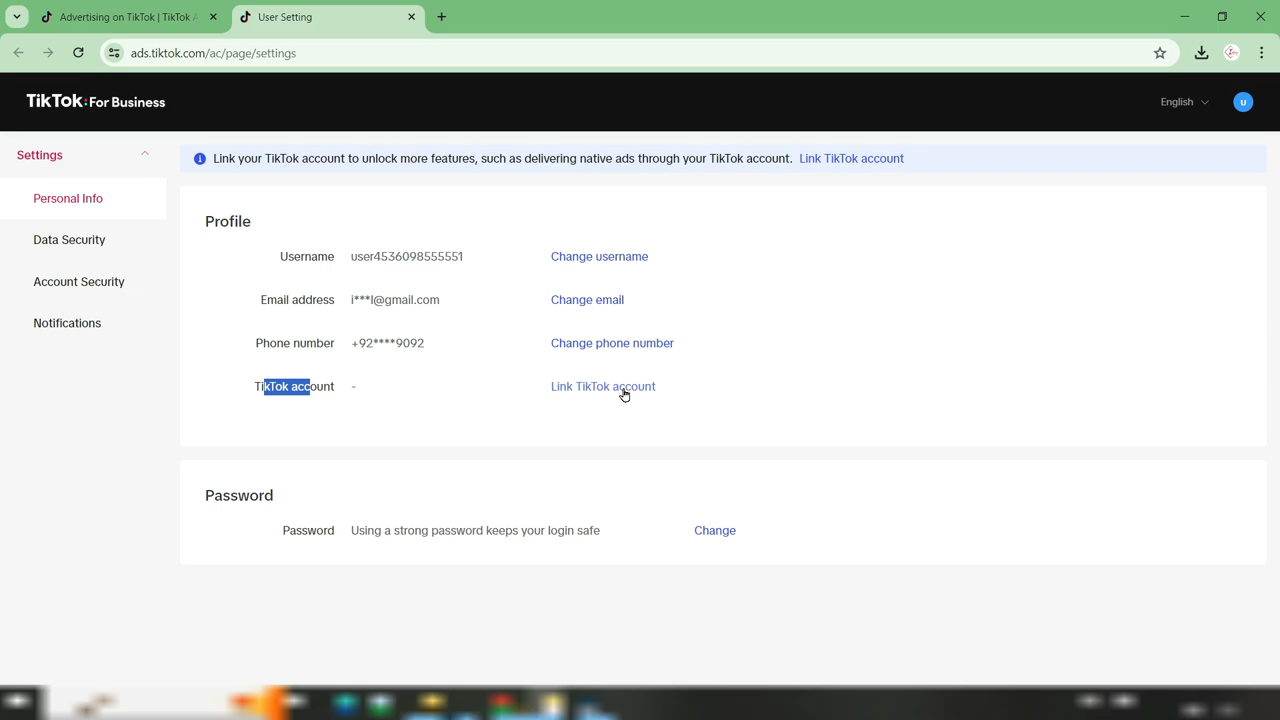 Advertising on TikTok | TikTok A
User Setting
ads.tiktok.com/ac/page/settings
TikTok: For Business
English
U
Settings
Link your TikTok account to unlock more features, such as delivering native ads through your TikTok account. Link TikTok account
Personal Info
Data Security
Account Security
Notifications
Profile
Username user4536098555551 Change username
Email address i***l@gmail.com Change email
Phone number +92****9092 Change phone number
TikTok account - Link TikTok account
Password
Password Using a strong password keeps your login safe Change